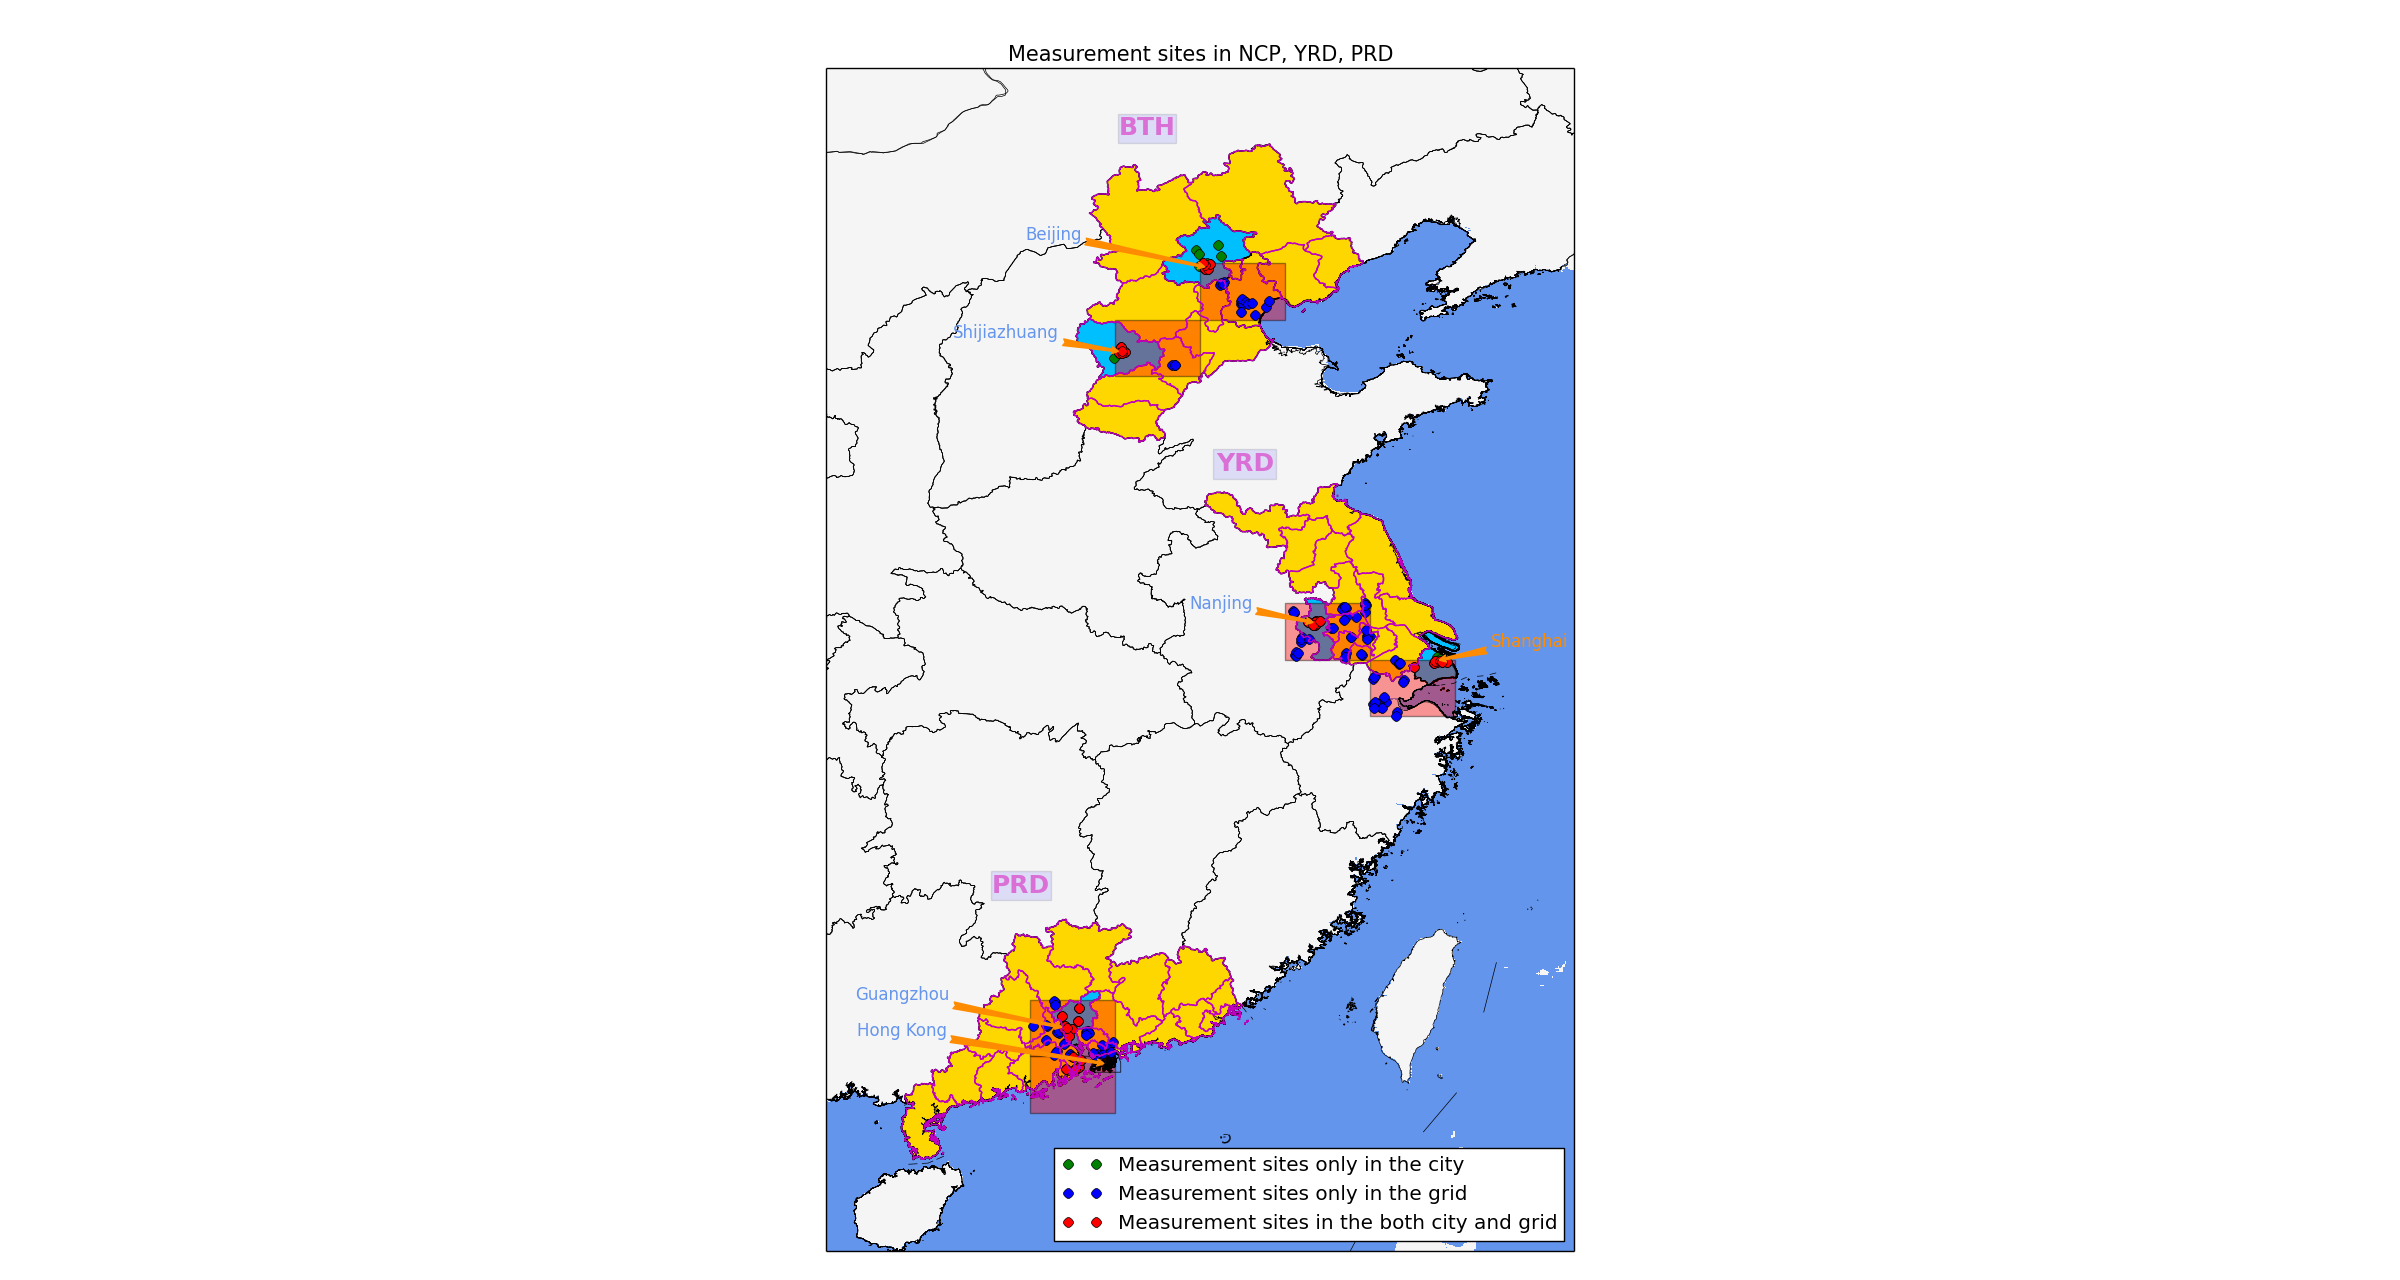 Measurement sites in NCP, YRD, PRD
BTH
Beijing
Shijiazhuang
YRD
Nanjing
Shanghai
PRD
Guangzhou
Hong Kong
Measurement sites only in the city
Measurement sites only in the grid
Measurement sites in the both city and grid